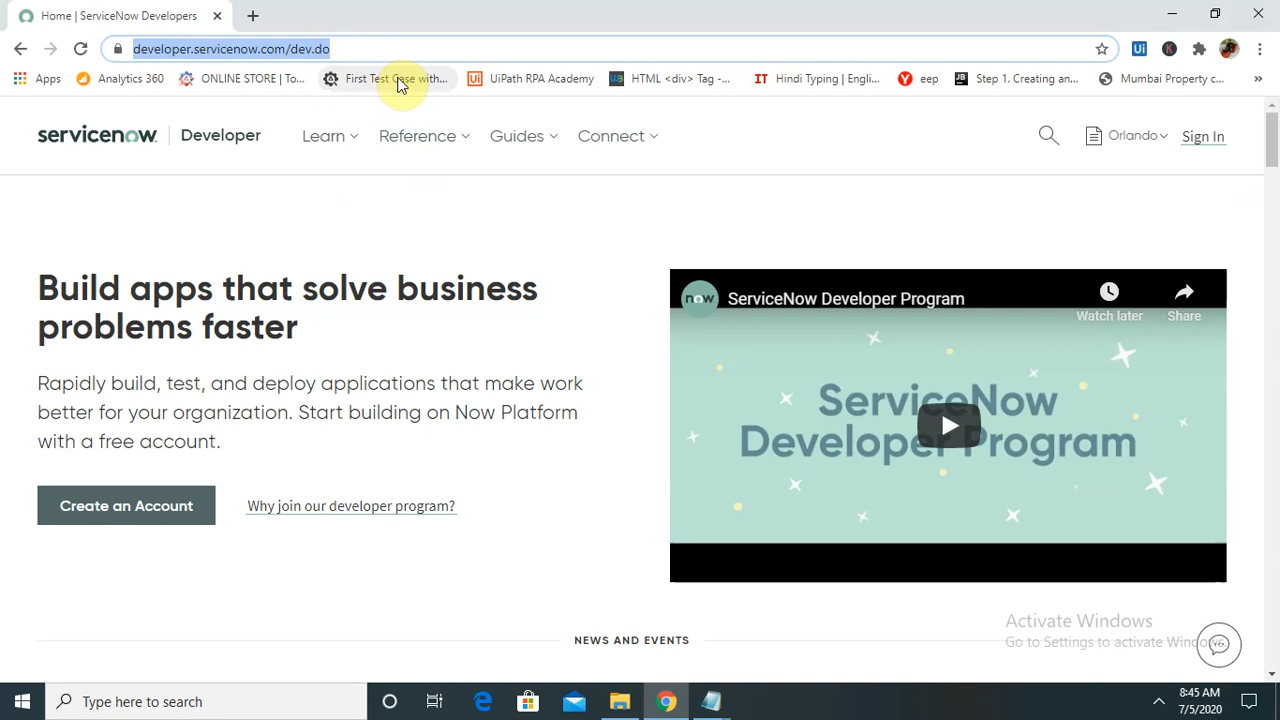 Home | ServiceNow Developers
developer.servicenow.com/dev.do
Ui K
Apps Analytics 360 ONLINE STORE | To... First Test Case with... UiPath RPA Academy HTML <div> Tag -... IT Hindi Typing | Engli... Y eep JB Step 1. Creating an... Mumbai Property c... »
servicenow Developer Learn Reference Guides Connect Orlando Sign In
Build apps that solve business
problems faster
Rapidly build, test, and deploy applications that make work
better for your organization. Start building on Now Platform
with a free account.
Create an Account Why join our developer program?
now ServiceNow Developer Program
Watch later Share
ServiceNow
Developer Program
NEWS AND EVENTS
Activate Windows
Go to Settings to activate Windows.
Type here to search
8:45 AM
7/5/2020